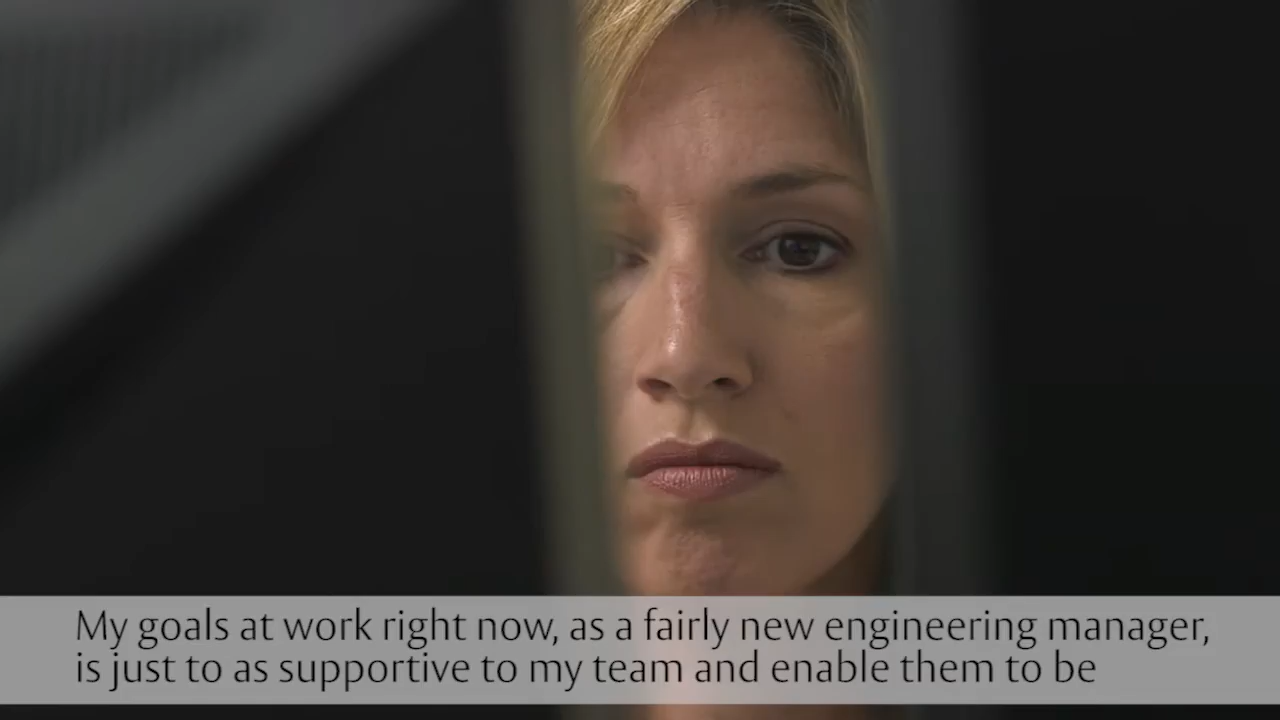 My goals at work right now, as a fairly new engineering manager,
is just to as supportive to my team and enable them to be